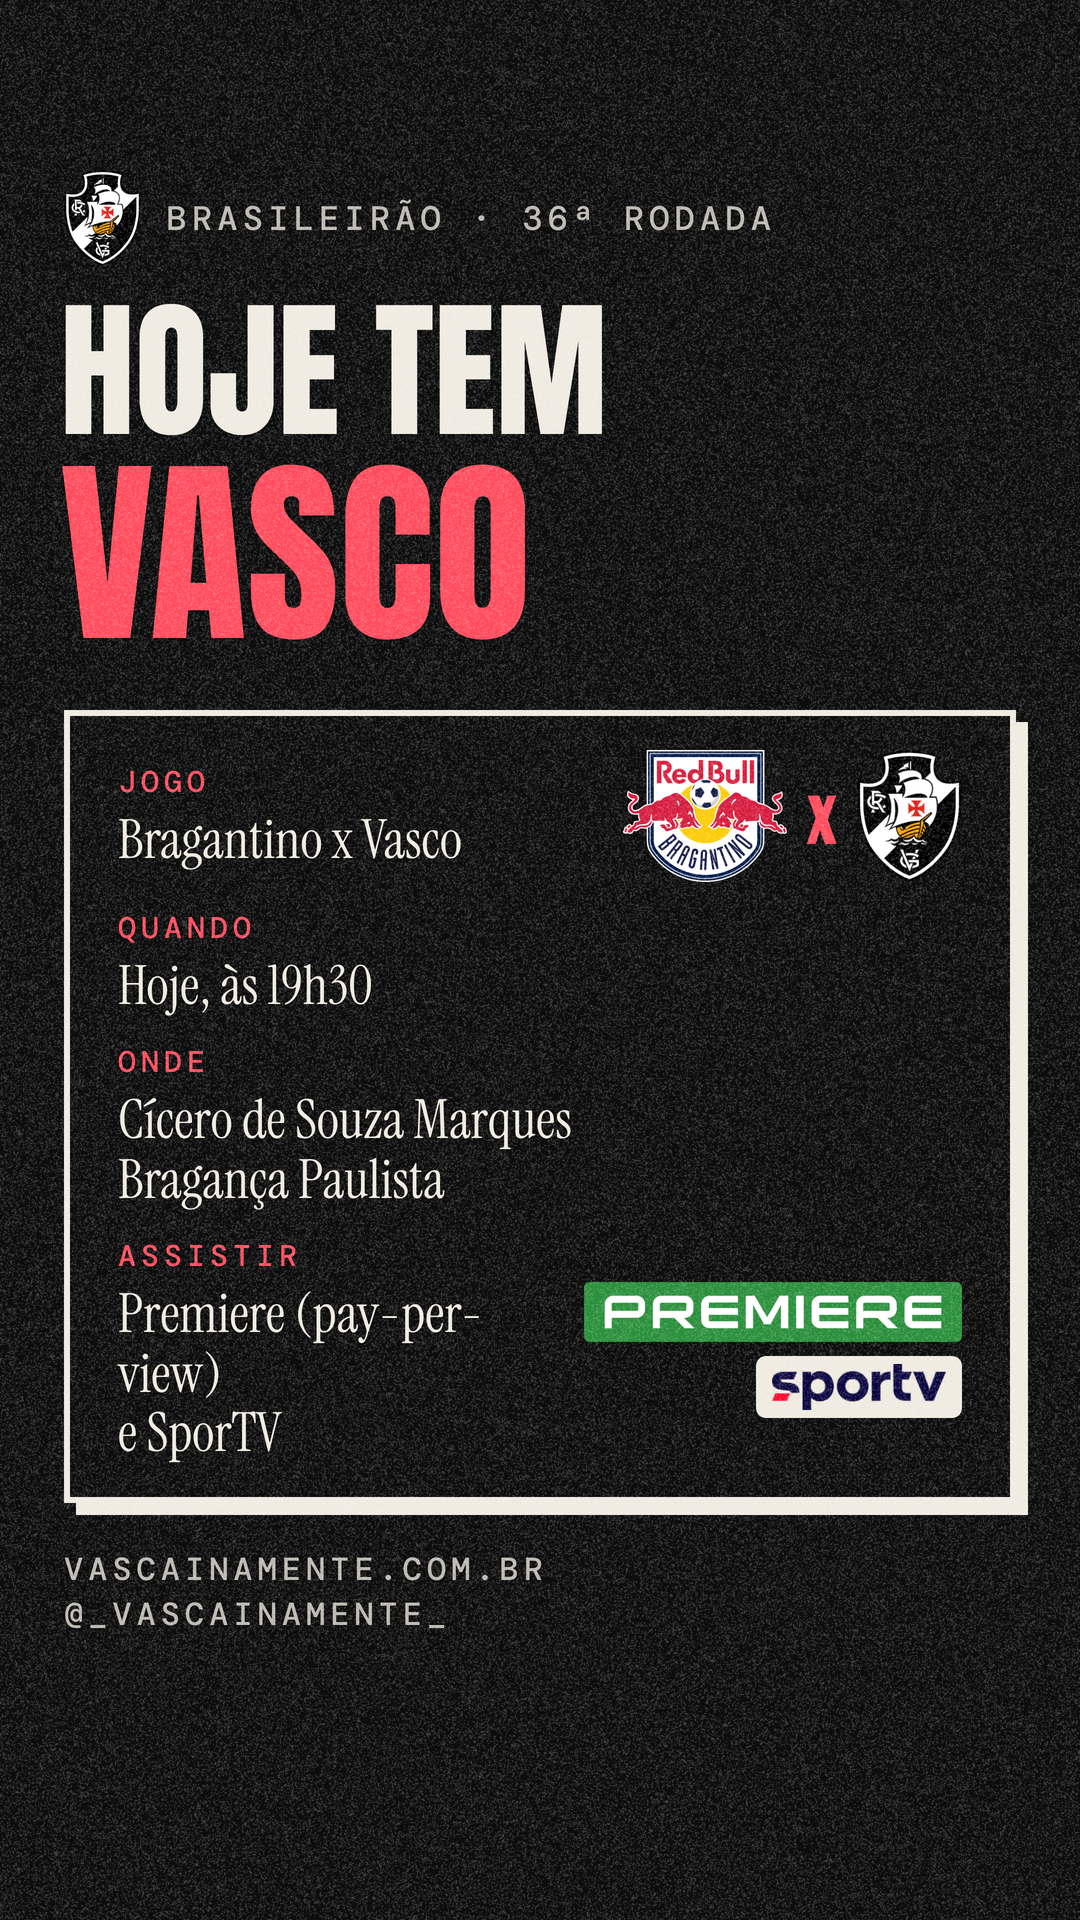 BRASILEIRÃO · 36ª RODADA
HOJE TEM
VASCO
JOGO
Bragantino x Vasco
Red Bull
BRAGANTINO
X
QUANDO
Hoje, às 19h30
ONDE
Cícero de Souza Marques
Bragança Paulista
ASSISTIR
Premiere (pay-per-
view)
e SporTV
PREMIERE
sportv
VASCAINAMENTE.COM.BR
@_VASCAINAMENTE_